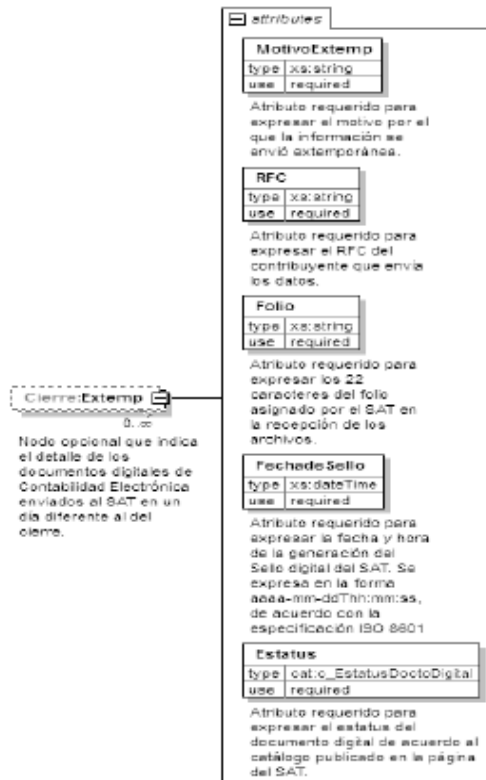 attributes
MotivoExtemp
type xs:string
use required
Atributo requerido para
expresar el motivo por el
que la información se
envió extemporánea.
RFC
type xs:string
use required
Atributo requerido para
expresar el RFC del
contribuyente que envía
los datos.
Folio
type xs:string
use required
Atributo requerido para
expresar los 22
caracteres del folio
asignado por el SAT en
la recepción de los
archivos.
Cierre:Extemp
0..∞
Nodo opcional que indica
el detalle de los
documentos digitales de
Contabilidad Electrónica
enviados al SAT en un
día diferente al del
cierre.
FechadeSello
type xs:dateTime
use required
Atributo requerido para
expresar la fecha y hora
de la generación del
Sello digital del SAT. Se
expresa en la forma
aaaa-mm-ddThh:mm:ss,
de acuerdo con la
especificación ISO 8601
Estatus
type cat:c_EstatusDoctoDigital
use required
Atributo requerido para
expresar el estatus del
documento digital de acuerdo al
catálogo publicado en la página
del SAT.